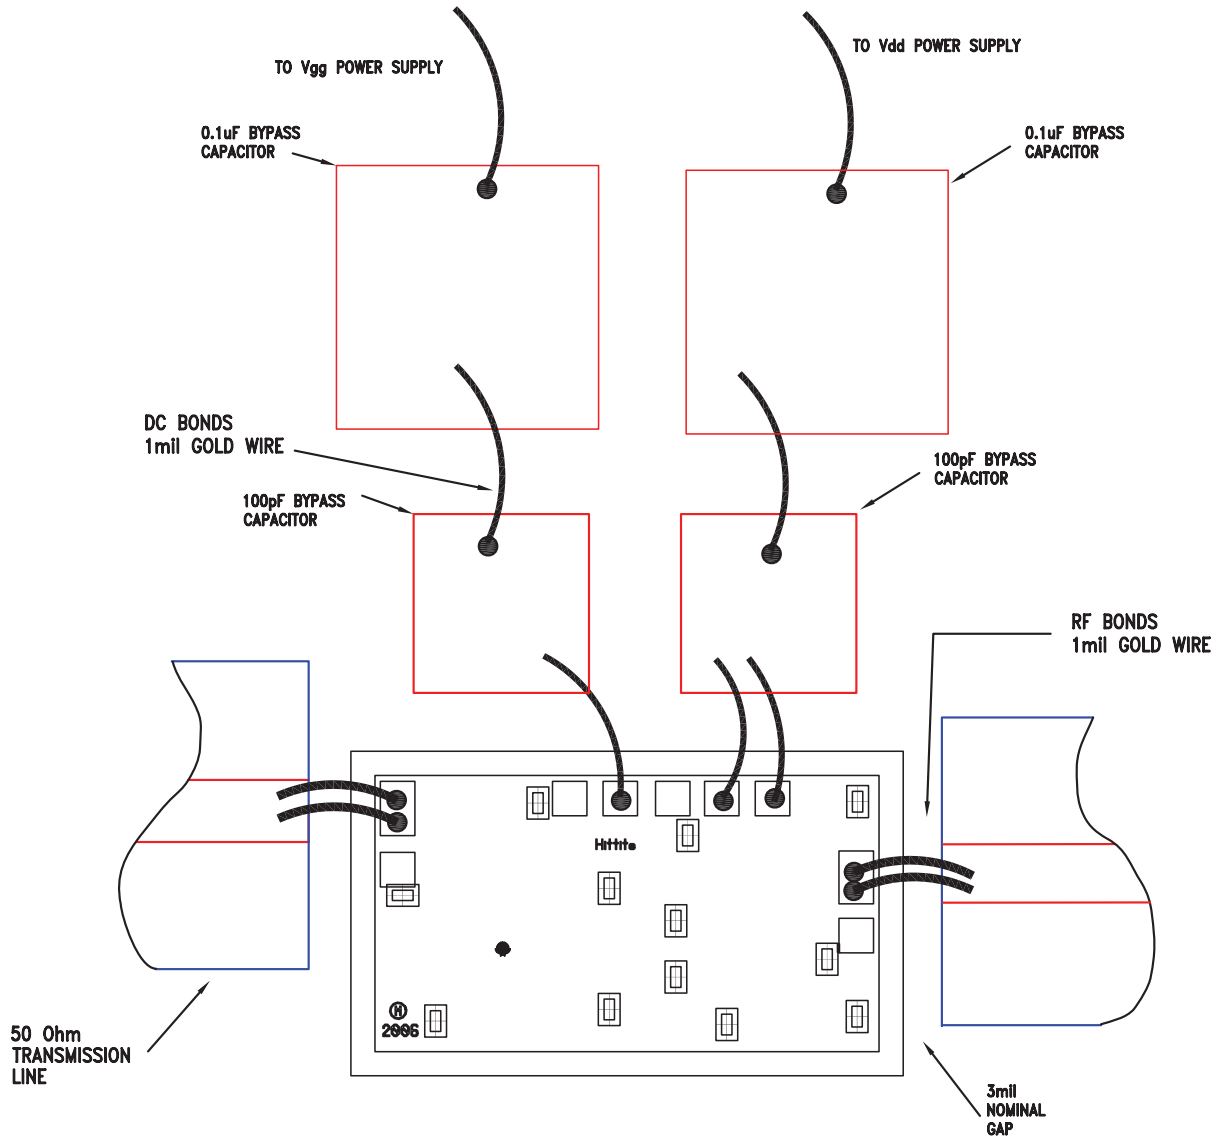 TO Vgg POWER SUPPLY
TO Vdd POWER SUPPLY
0.1uF BYPASS
CAPACITOR
0.1uF BYPASS
CAPACITOR
DC BONDS
1mil GOLD WIRE
100pF BYPASS
CAPACITOR
100pF BYPASS
CAPACITOR
RF BONDS
1mil GOLD WIRE
Hittite
H
2006
50 Ohm
TRANSMISSION
LINE
3mil
NOMINAL
GAP